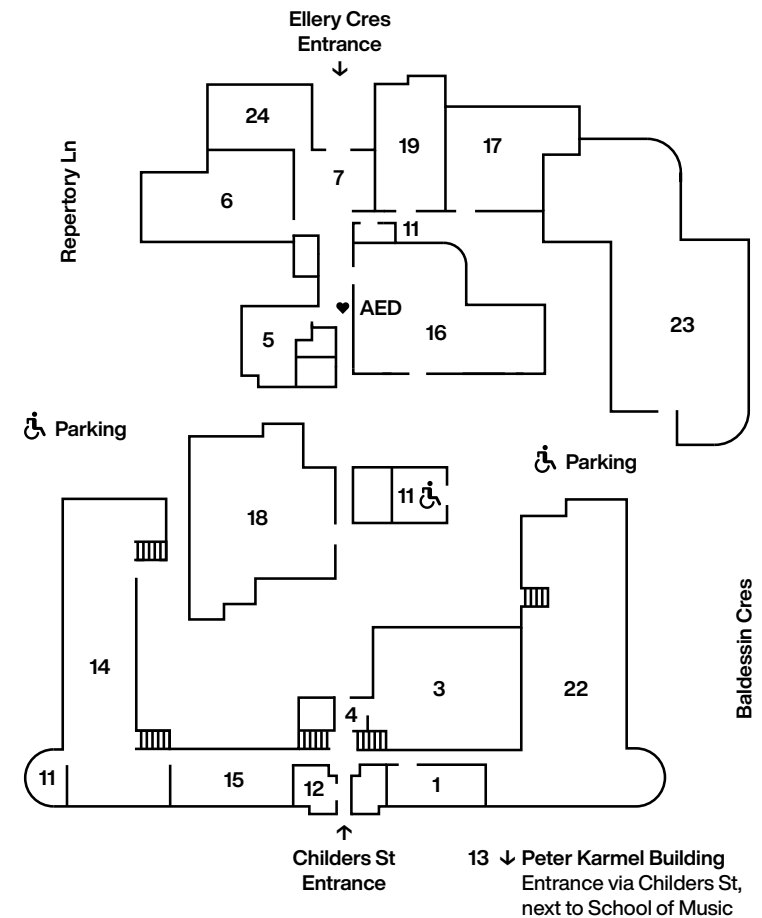 Ellery Cres
Entrance
↓
24
19
17
Repertory Ln
7
6
11
♥ AED
23
16
5
Parking
Parking
11
18
Baldessin Cres
14
3
22
4
11
15
12
1
↑
Childers St
Entrance
13 ↓ Peter Karmel Building
Entrance via Childers St,
next to School of Music